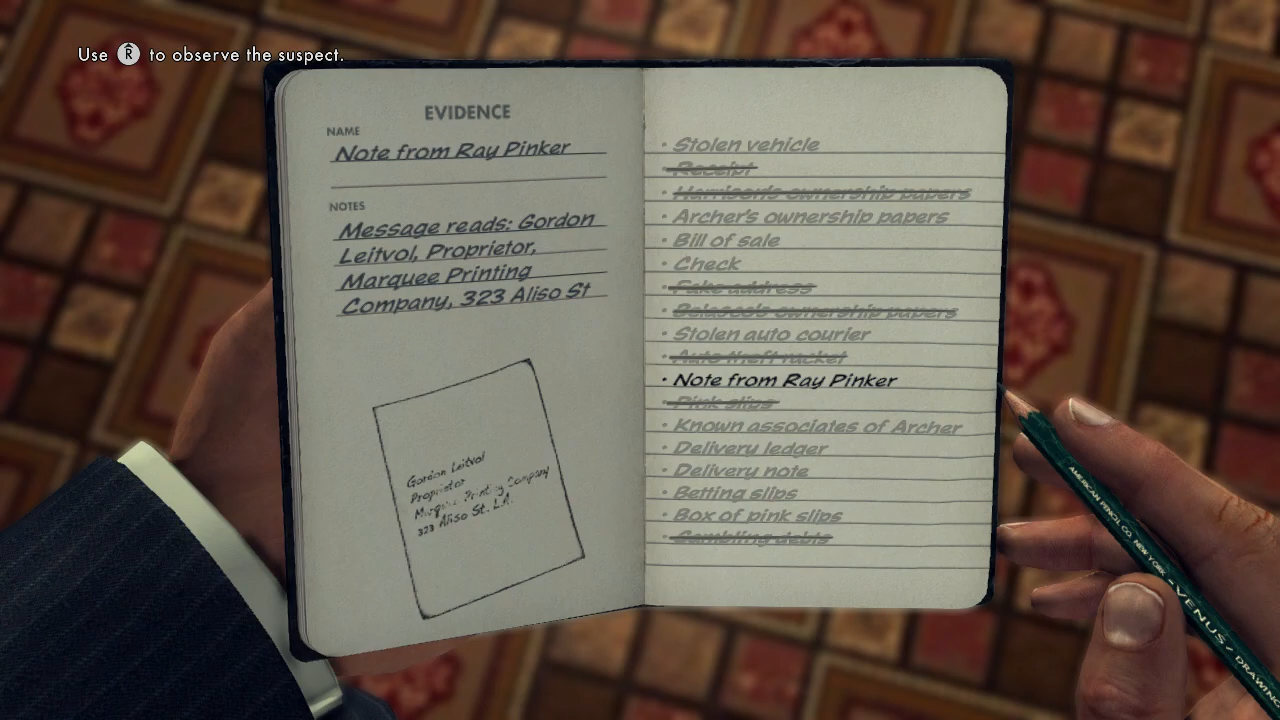 Use R to observe the suspect.
EVIDENCE
NAME
Note from Ray Pinker
NOTES
Message reads: Gordon
Leitvol, Proprietor,
Marquee Printing
Company, 323 Aliso St
Gordon Leitvol
Proprietor
Marquee Printing Company
323 Aliso St. L.A.
• Stolen vehicle
• Receipt
• Harrison's ownership papers
• Archer's ownership papers
• Bill of sale
• Check
• Fake address
• Belasco's ownership papers
• Stolen auto courier
• Auto theft racket
• Note from Ray Pinker
• Pink slips
• Known associates of Archer
• Delivery ledger
• Delivery note
• Betting slips
• Box of pink slips
• Gambling debts
AMERICAN PENCIL CO. NEW YORK - VENUS / DRAWING